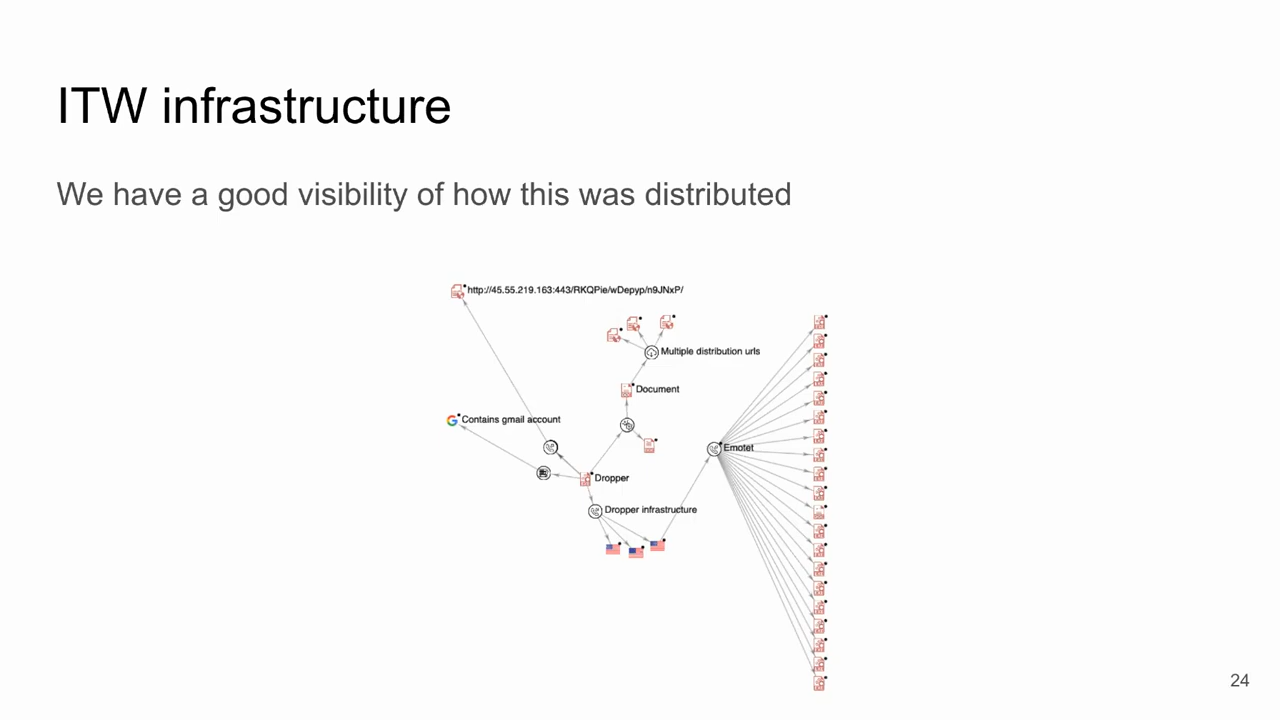 ITW infrastructure
We have a good visibility of how this was distributed
http://45.55.219.163:443/RKQPie/wDepyp/n9JNxP/
Multiple distribution urls
Document
Contains gmail account
Emotet
Dropper
Dropper infrastructure
24